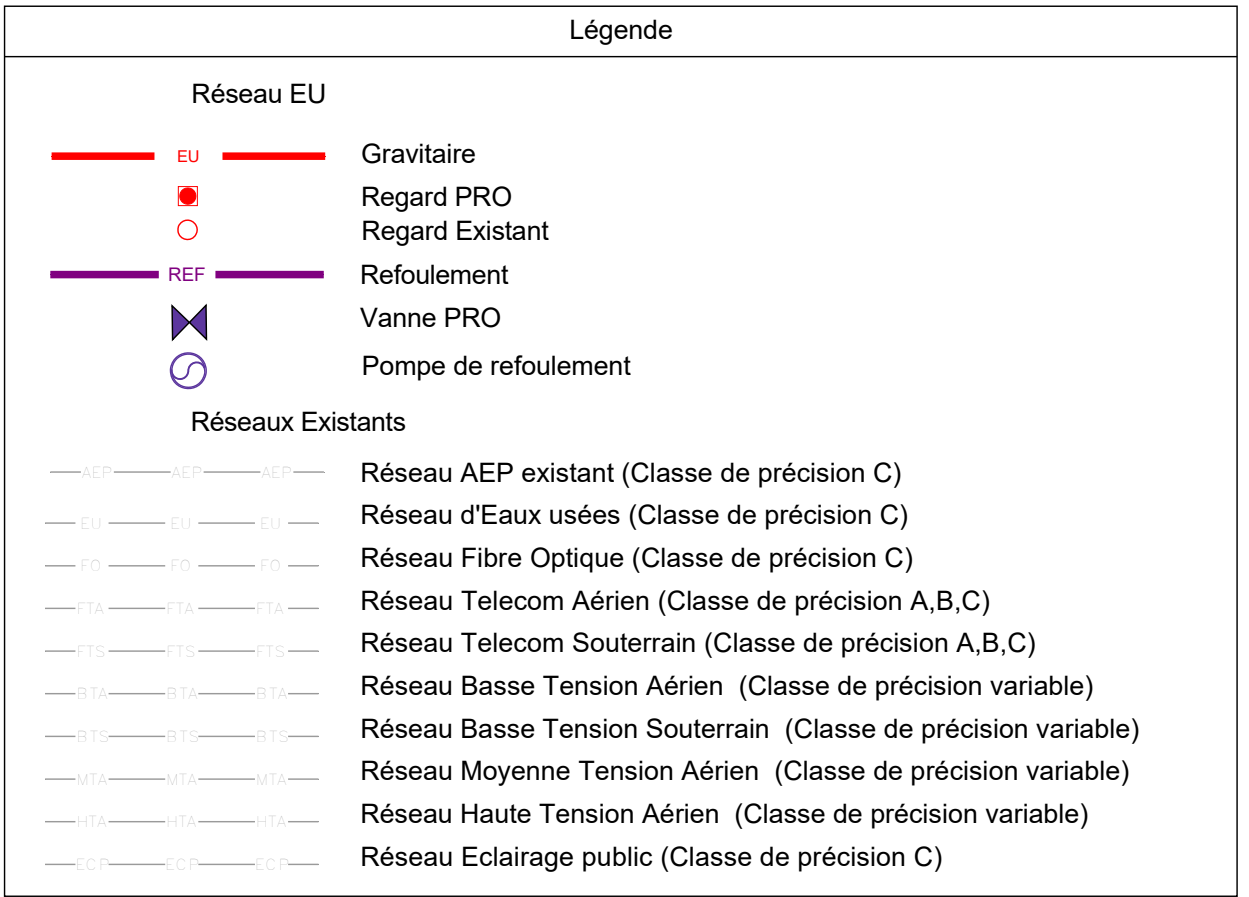 Légende
Réseau EU
EU Gravitaire
Regard PRO
Regard Existant
REF Refoulement
Vanne PRO
Pompe de refoulement
Réseaux Existants
AEP AEP AEP Réseau AEP existant (Classe de précision C)
EU EU EU Réseau d'Eaux usées (Classe de précision C)
FO FO FO Réseau Fibre Optique (Classe de précision C)
FTA FTA FTA Réseau Telecom Aérien (Classe de précision A,B,C)
FTS FTS FTS Réseau Telecom Souterrain (Classe de précision A,B,C)
BTA BTA BTA Réseau Basse Tension Aérien (Classe de précision variable)
BTS BTS BTS Réseau Basse Tension Souterrain (Classe de précision variable)
MTA MTA MTA Réseau Moyenne Tension Aérien (Classe de précision variable)
HTA HTA HTA Réseau Haute Tension Aérien (Classe de précision variable)
ECP ECP ECP Réseau Eclairage public (Classe de précision C)